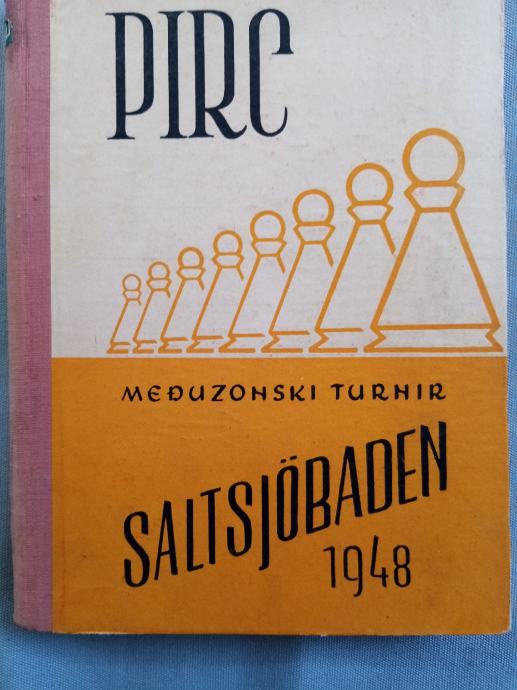 PIRC
MEĐUZONSKI TURNIR
SALTSJÖBADEN
1948